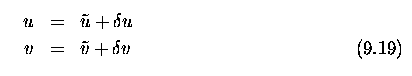 u = ũ + δu
v = ṽ + δv (9.19)